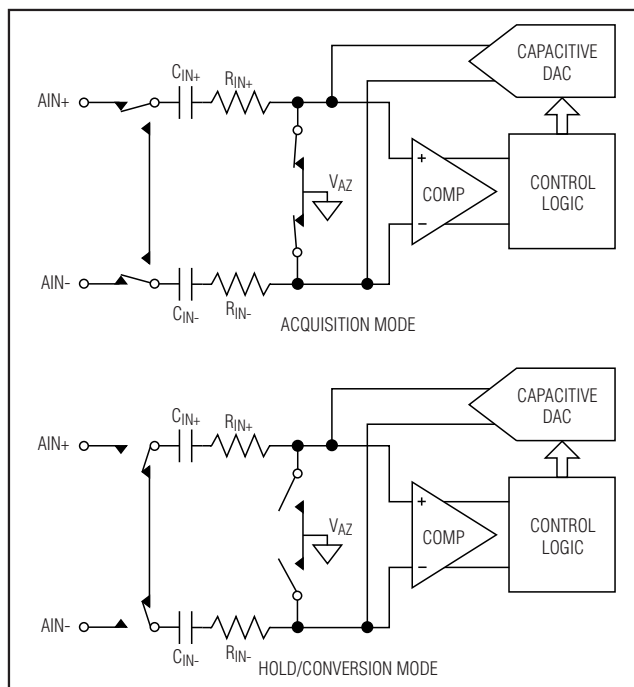 CAPACITIVE
DAC
CIN+
RIN+
AIN+
VAZ
+
COMP
−
CONTROL
LOGIC
AIN-
CIN-
RIN-
ACQUISITION MODE
CAPACITIVE
DAC
CIN+
RIN+
AIN+
VAZ
+
COMP
−
CONTROL
LOGIC
AIN-
CIN-
RIN-
HOLD/CONVERSION MODE